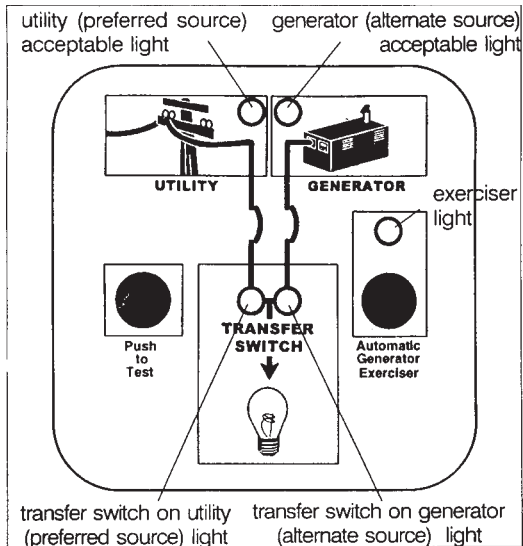 utility (preferred source)
acceptable light
generator (alternate source)
acceptable light
UTILITY
GENERATOR
exerciser
light
Push
to
Test
TRANSFER
SWITCH
Automatic
Generator
Exerciser
transfer switch on utility
(preferred source) light
transfer switch on generator
(alternate source) light